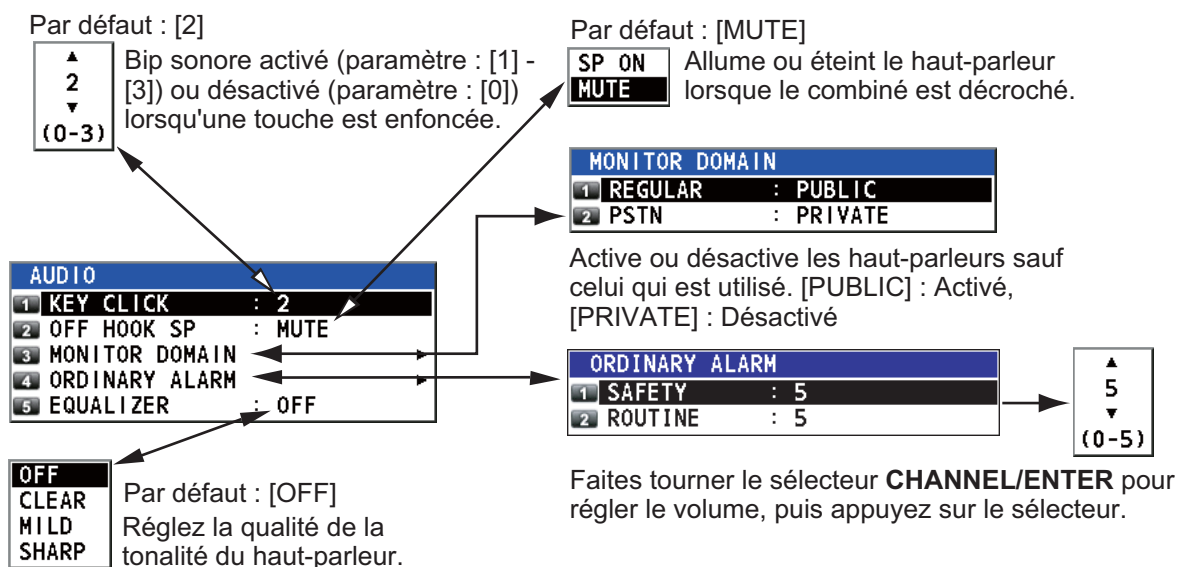 Par défaut : [2]
▲
2
▼
(0-3)
Bip sonore activé (paramètre : [1] -
[3]) ou désactivé (paramètre : [0])
lorsqu'une touche est enfoncée.
Par défaut : [MUTE]
SP ON
MUTE
Allume ou éteint le haut-parleur
lorsque le combiné est décroché.
MONITOR DOMAIN
1 REGULAR : PUBLIC
2 PSTN : PRIVATE
Active ou désactive les haut-parleurs sauf
celui qui est utilisé. [PUBLIC] : Activé,
[PRIVATE] : Désactivé
AUDIO
1 KEY CLICK : 2
2 OFF HOOK SP : MUTE
3 MONITOR DOMAIN
4 ORDINARY ALARM
5 EQUALIZER : OFF
ORDINARY ALARM
1 SAFETY : 5
2 ROUTINE : 5
▲
5
▼
(0-5)
Faites tourner le sélecteur CHANNEL/ENTER pour
régler le volume, puis appuyez sur le sélecteur.
OFF
CLEAR
MILD
SHARP
Par défaut : [OFF]
Réglez la qualité de la
tonalité du haut-parleur.